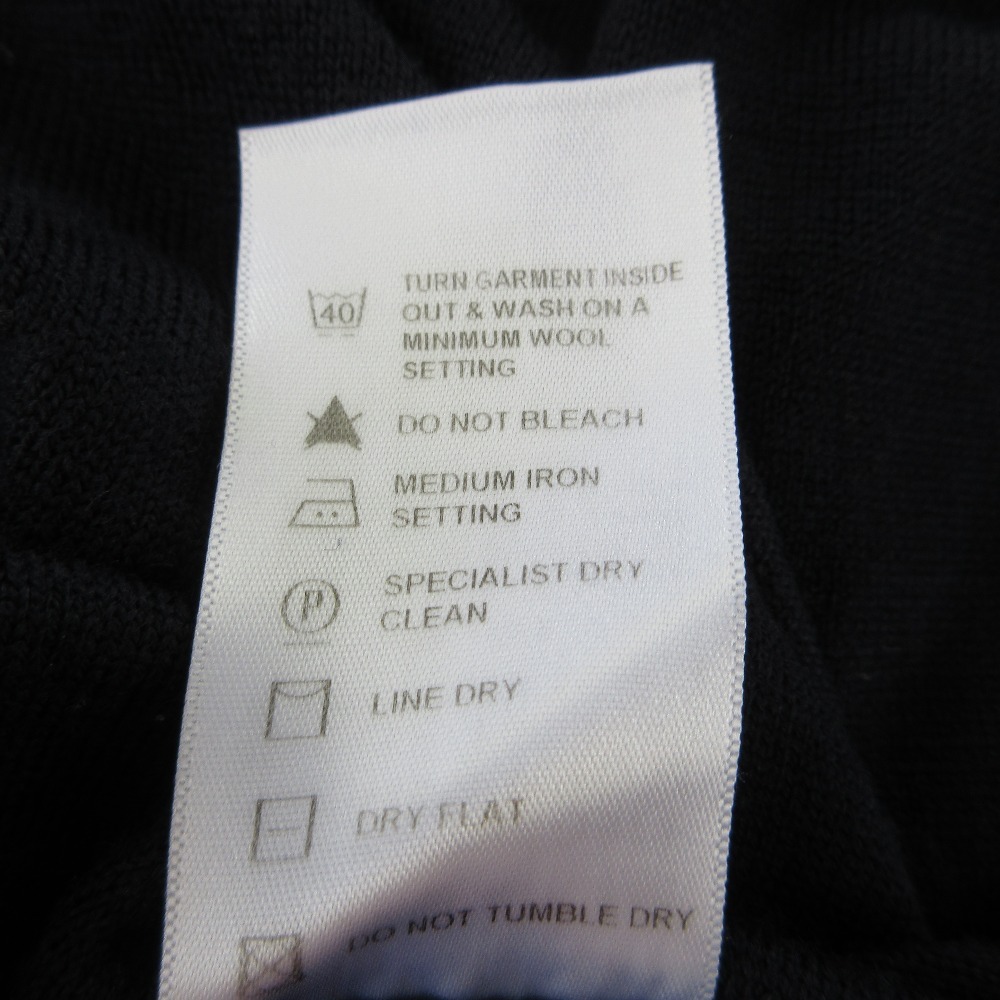 40
TURN GARMENT INSIDE
OUT & WASH ON A
MINIMUM WOOL
SETTING
DO NOT BLEACH
MEDIUM IRON
SETTING
P
SPECIALIST DRY
CLEAN
LINE DRY
DRY FLAT
DO NOT TUMBLE DRY